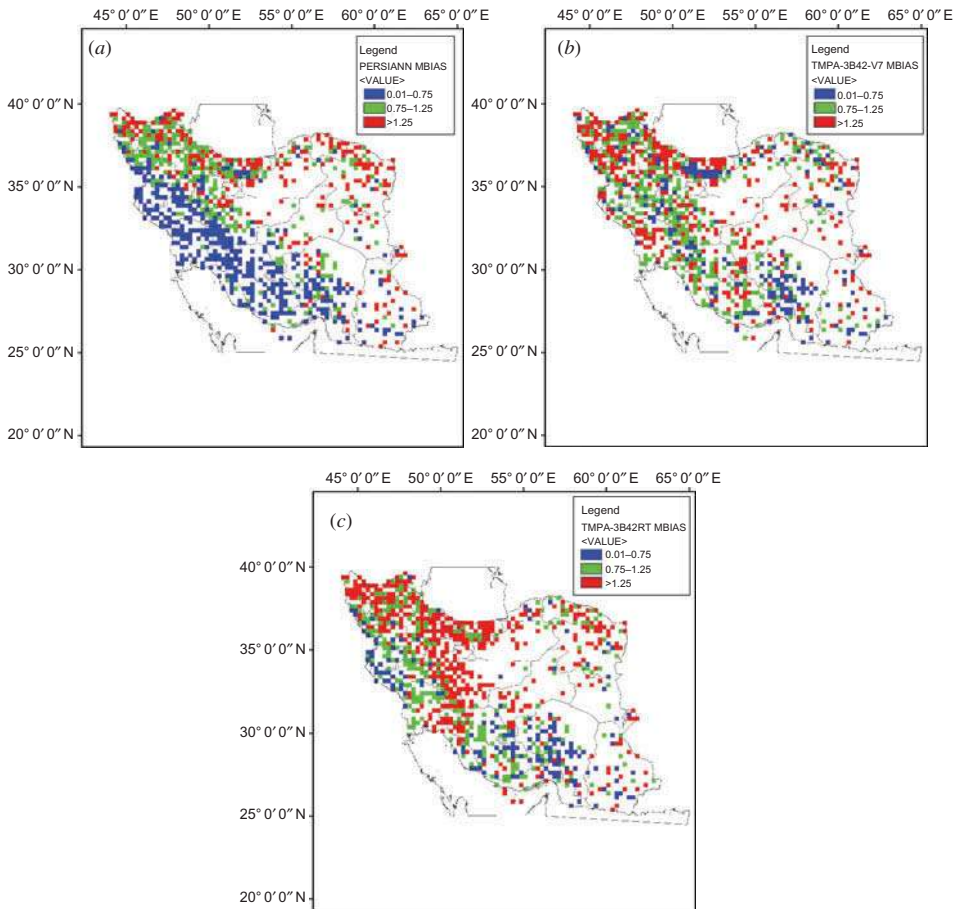 45° 0′ 0″ E 50° 0′ 0″ E 55° 0′ 0″ E 60° 0′ 0″ E 65° 0′ 0″ E
(a)
Legend
PERSIANN MBIAS
<VALUE>
0.01–0.75
0.75–1.25
>1.25
40° 0′ 0″ N
35° 0′ 0″ N
30° 0′ 0″ N
25° 0′ 0″ N
20° 0′ 0″ N
45° 0′ 0″ E 50° 0′ 0″ E 55° 0′ 0″ E 60° 0′ 0″ E 65° 0′ 0″ E
(b)
Legend
TMPA-3B42-V7 MBIAS
<VALUE>
0.01–0.75
0.75–1.25
>1.25
40° 0′ 0″ N
35° 0′ 0″ N
30° 0′ 0″ N
25° 0′ 0″ N
20° 0′ 0″ N
45° 0′ 0″ E 50° 0′ 0″ E 55° 0′ 0″ E 60° 0′ 0″ E 65° 0′ 0″ E
(c)
Legend
TMPA-3B42RT MBIAS
<VALUE>
0.01–0.75
0.75–1.25
>1.25
40° 0′ 0″ N
35° 0′ 0″ N
30° 0′ 0″ N
25° 0′ 0″ N
20° 0′ 0″ N